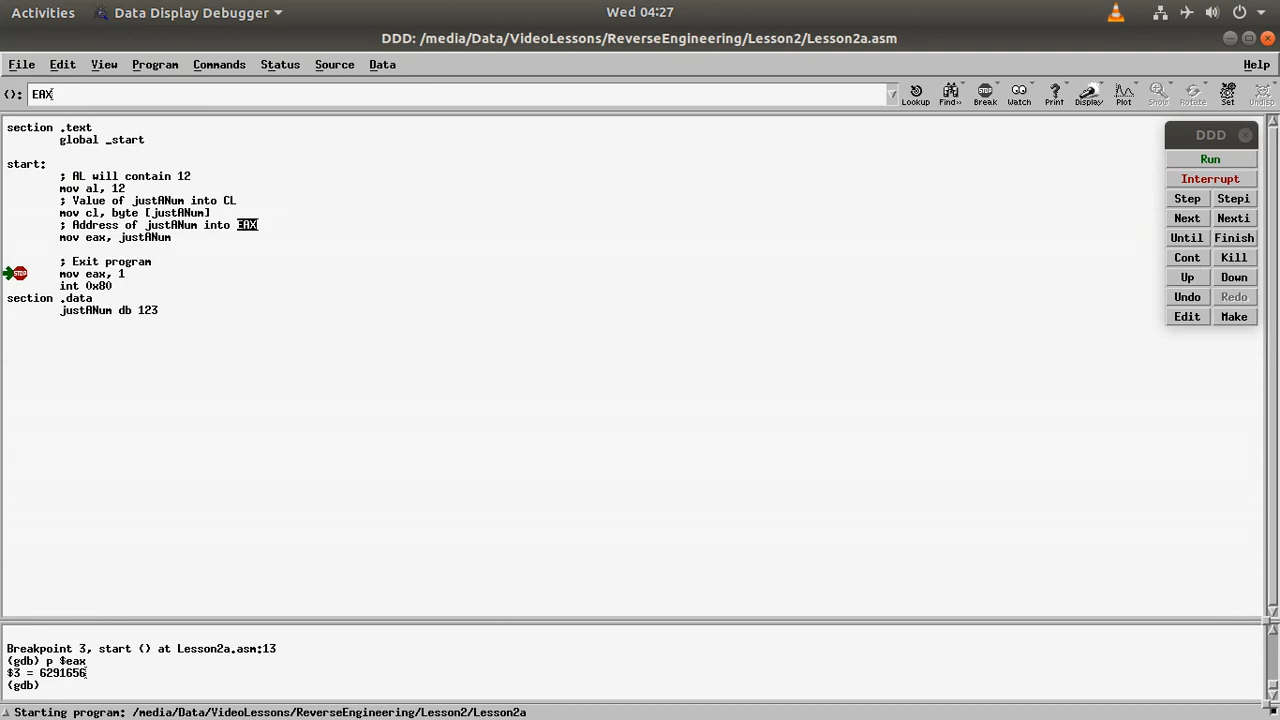 Activities Data Display Debugger Wed 04:27
DDD: /media/Data/VideoLessons/ReverseEngineering/Lesson2/Lesson2a.asm
File Edit View Program Commands Status Source Data Help
(): EAX Lookup Find>> Break Watch Print Display Plot Show Rotate Set Undisp
section .text
global _start
start:
; AL will contain 12
mov al, 12
; Value of justANum into CL
mov cl, byte [justANum]
; Address of justANum into EAX
mov eax, justANum
; Exit program
STOP mov eax, 1
int 0x80
section .data
justANum db 123
DDD
Run
Interrupt
Step Stepi
Next Nexti
Until Finish
Cont Kill
Up Down
Undo Redo
Edit Make
Breakpoint 3, start () at Lesson2a.asm:13
(gdb) p $eax
$3 = 6291656
(gdb)
Starting program: /media/Data/VideoLessons/ReverseEngineering/Lesson2/Lesson2a